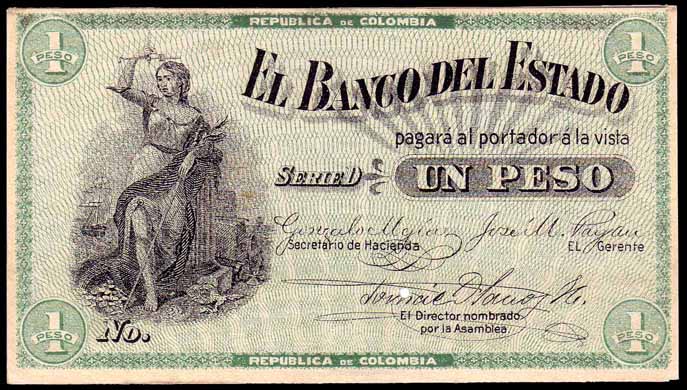 REPUBLICA DE COLOMBIA
1 PESO
1 PESO
EL BANCO DEL ESTADO
pagará al portador á la vista
SERIE D
UN PESO
José M.
Secretario de Hacienda
EL Gerente
El Director nombrado
por la Asamblea
No.
1 PESO
1 PESO
REPUBLICA DE COLOMBIA